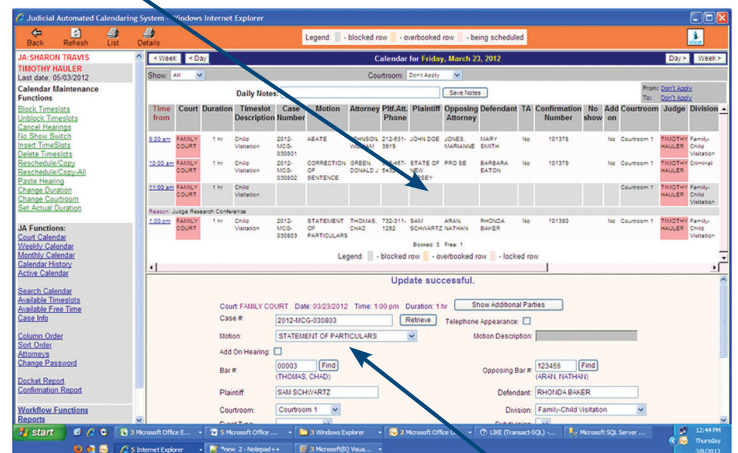 Judicial Automated Calendaring System - Windows Internet Explorer
Back Refresh List Details
Legend: - blocked row - overbooked row - being scheduled
JA:SHARON TRAVIS
TIMOTHY HAULER
Last date: 05/03/2012
Calendar Maintenance
Functions
Block Timeslots
Unblock Timeslots
Cancel Hearings
No Show Switch
Insert TimeSlots
Delete Timeslots
Reschedule/Copy
Reschedule/Copy-All
Paste Hearing
Change Duration
Change Courtroom
Set Actual Duration
JA Functions:
Court Calendar
Weekly Calendar
Monthly Calendar
Calendar History
Active Calendar
Search Calendar
Available Timeslots
Available Free Time
Case Info
Column Order
Sort Order
Attorneys
Change Password
Docket Report
Confirmation Report
Workflow Functions
Reports
< Week < Day Calendar for Friday, March 23, 2012 Day > Week >
Show: All Courtroom: Don't Apply
Daily Notes: Save Notes
From: Don't Apply
To: Don't Apply
Time from Court Duration Timeslot Description Case Number Motion Attorney Pltf.Att. Phone Plaintiff Opposing Attorney Defendant TA Confirmation Number No show Add on Courtroom Judge Division
9:00 am FAMILY COURT 1 hr Child Visitation 2012-MCG-030801 ABATE JOHNSON, 212-631-3919 JOHN DOE JONES, MARIANNE MARY SMITH No 101378 No Courtroom 1 TIMOTHY HAULER Family-Child Visitation
10:00 am FAMILY COURT 1 hr Child Visitation 2012-MCG-030802 CORRECTION OF SENTENCE GREEN, DONALD J STATE OF NEW PRO SE BARBARA EATON No 101379 No Courtroom 1 TIMOTHY HAULER Criminal
11:00 am FAMILY COURT 1 hr Child Visitation Courtroom 1 TIMOTHY HAULER Family-Child Visitation
Reason: Judge Research Conference
1:00 pm FAMILY COURT 1 hr Child Visitation 2012-MCG-030803 STATEMENT OF PARTICULARS THOMAS, CHAD 732-311-1292 SAM SCHWARTZ ARAN, NATHAN RHONDA BAKER No 101380 No Courtroom 1 TIMOTHY HAULER Family-Child Visitation
Booked: 3 Free: 1
Legend: - blocked row - overbooked row - locked row
Update successful.
Court: FAMILY COURT Date: 03/23/2012 Time: 1:00 pm Duration: 1 hr Show Additional Parties
Case #: 2012-MCG-030803 Retrieve Telephone Appearance:
Motion: STATEMENT OF PARTICULARS Motion Description:
Add On Hearing:
Bar #: 00003 Find Opposing Bar #: 123456 Find
(THOMAS, CHAD) (ARAN, NATHAN)
Plaintiff: SAM SCHWARTZ Defendant: RHONDA BAKER
Courtroom: Courtroom 1 Division: Family-Child Visitation
start 3 Microsoft Office E... 5 Microsoft Office ... 3 Windows Explorer 2 Microsoft Office LIKE (Transact-SQL) -... Microsoft SQL Server ... 12:44 PM
5 Internet Explorer *new 2 - Notepad++ 3 Microsoft(R) Visua... Thursday
3/8/2012